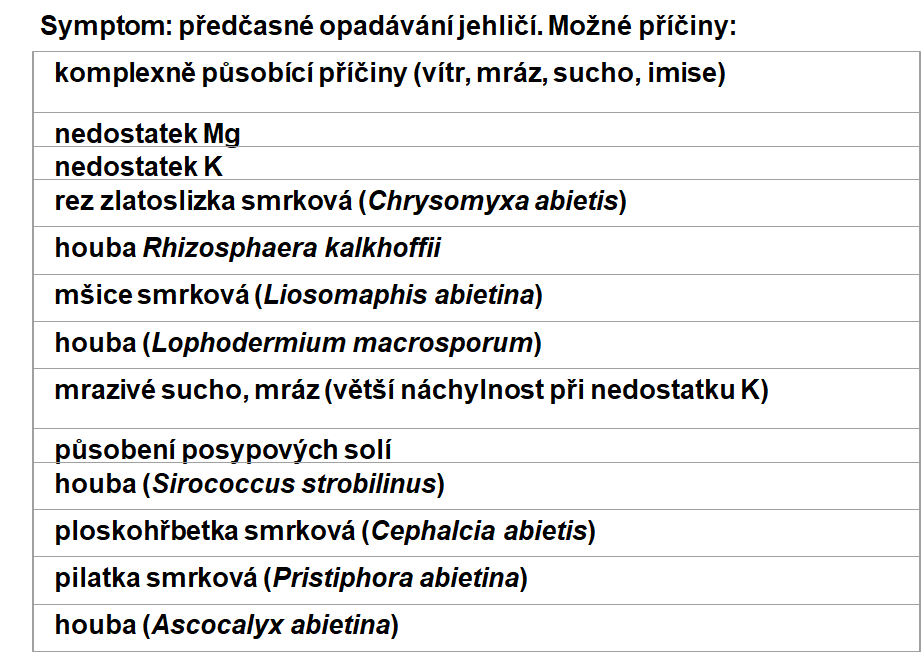 Symptom: předčasné opadávání jehličí. Možné příčiny:
komplexně působící příčiny (vítr, mráz, sucho, imise)
nedostatek Mg
nedostatek K
rez zlatoslizka smrková (Chrysomyxa abietis)
houba Rhizosphaera kalkhoffii
mšice smrková (Liosomaphis abietina)
houba (Lophodermium macrosporum)
mrazivé sucho, mráz (větší náchylnost při nedostatku K)
působení posypových solí
houba (Sirococcus strobilinus)
ploskohřbetka smrková (Cephalcia abietis)
pilatka smrková (Pristiphora abietina)
houba (Ascocalyx abietina)